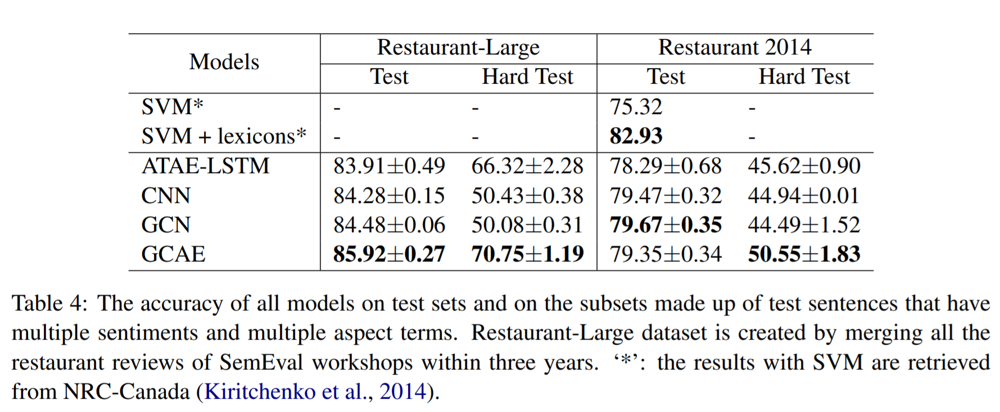 Models Restaurant-Large Restaurant 2014
Test Hard Test Test Hard Test
SVM* - - 75.32 -
SVM + lexicons* - - 82.93 -
ATAE-LSTM 83.91±0.49 66.32±2.28 78.29±0.68 45.62±0.90
CNN 84.28±0.15 50.43±0.38 79.47±0.32 44.94±0.01
GCN 84.48±0.06 50.08±0.31 79.67±0.35 44.49±1.52
GCAE 85.92±0.27 70.75±1.19 79.35±0.34 50.55±1.83
Table 4: The accuracy of all models on test sets and on the subsets made up of test sentences that have
multiple sentiments and multiple aspect terms. Restaurant-Large dataset is created by merging all the
restaurant reviews of SemEval workshops within three years. ‘*’: the results with SVM are retrieved
from NRC-Canada (Kiritchenko et al., 2014).